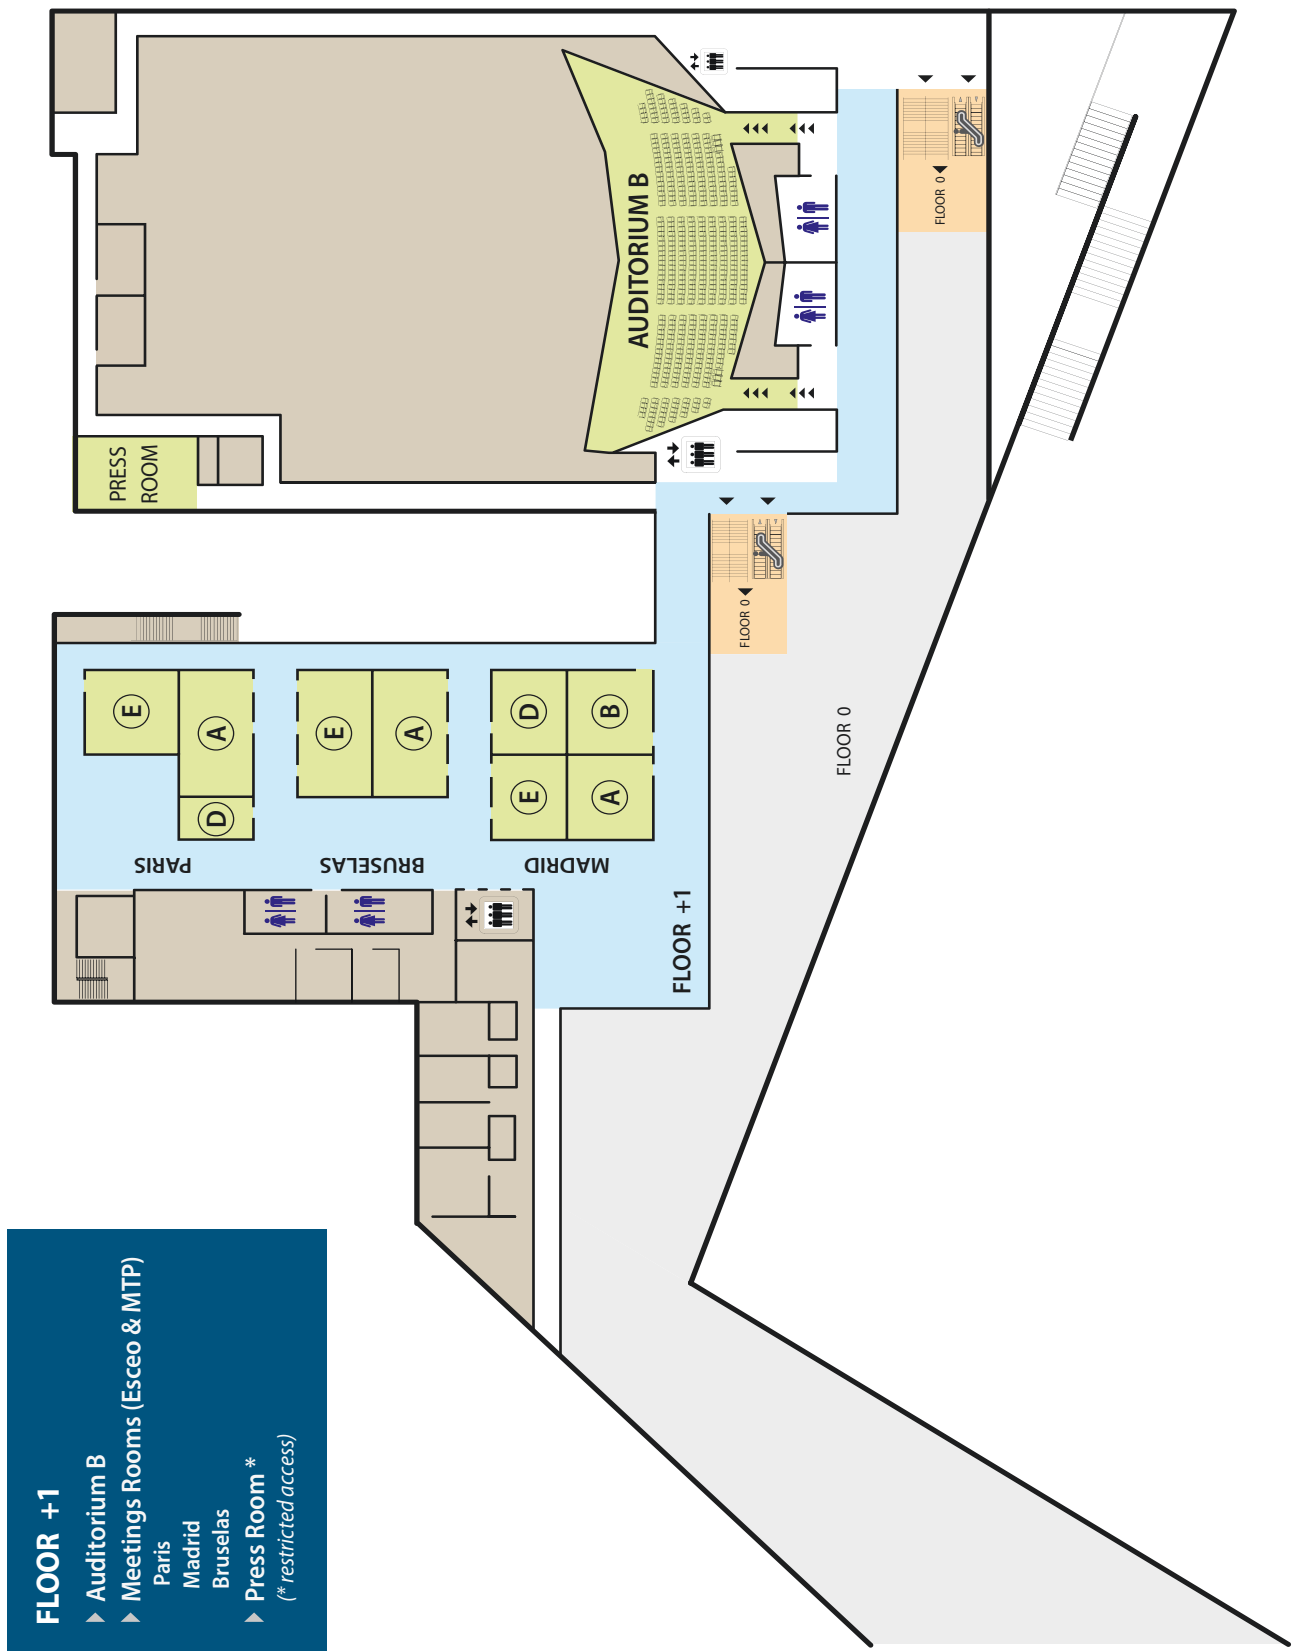 FLOOR +1
Auditorium B
Meetings Rooms (Esceo & MTP)
Paris
Madrid
Bruselas
Press Room *
(* restricted access)
PARIS
E
A
D
BRUSELAS
E
A
MADRID
D
B
E
A
FLOOR +1
PRESS
ROOM
AUDITORIUM B
FLOOR 0
FLOOR 0
FLOOR 0